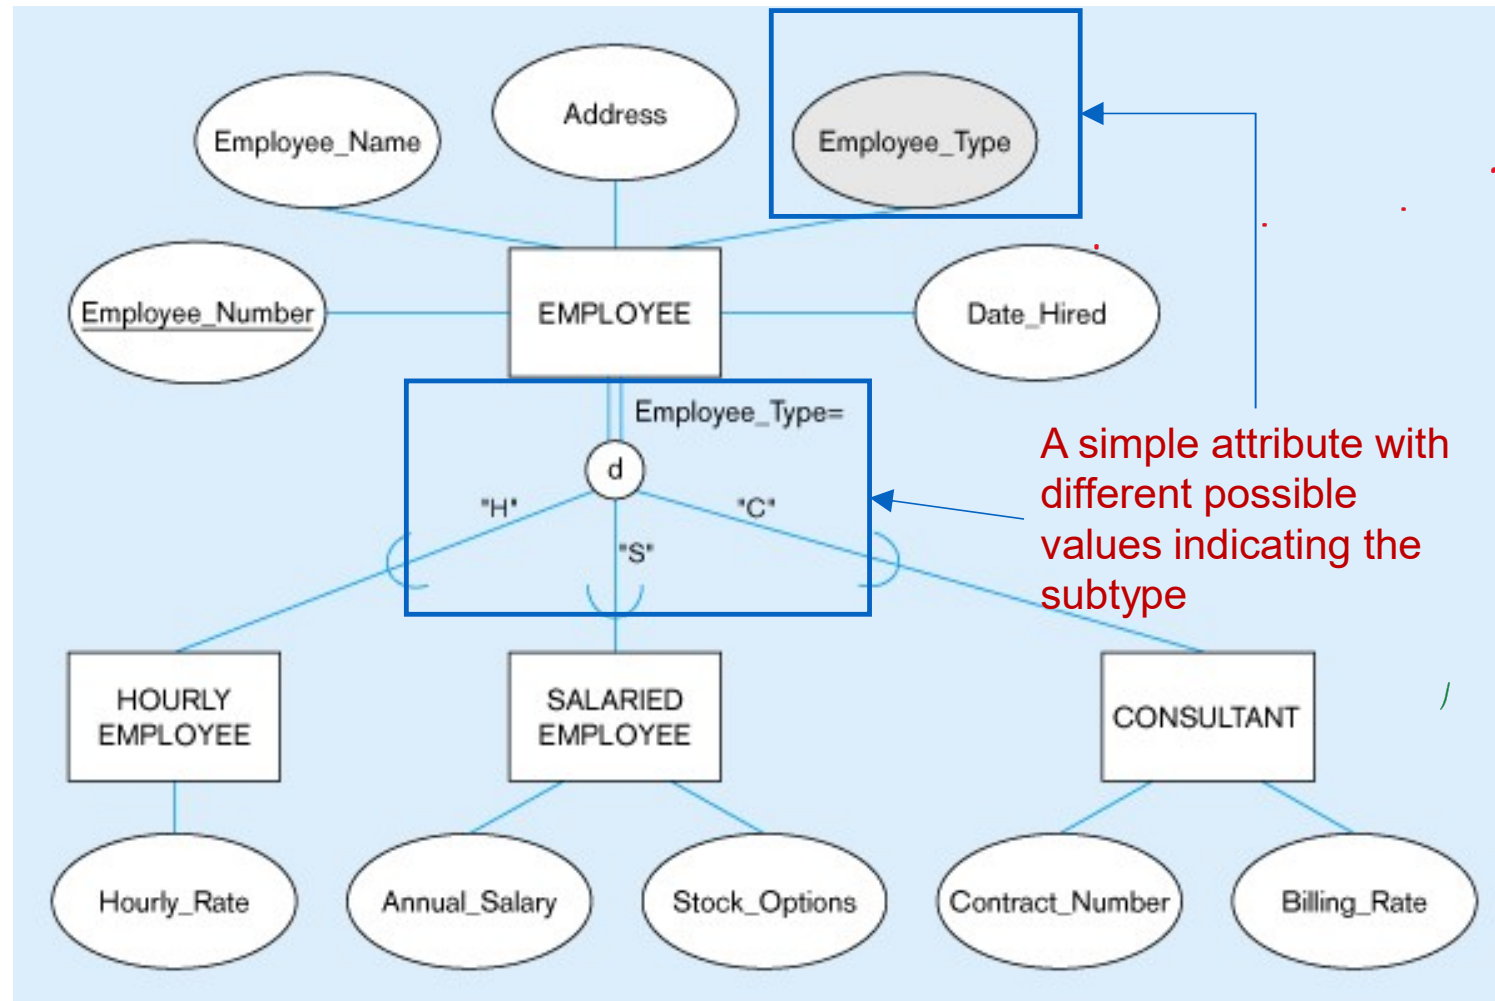 Address
Employee_Name
Employee_Type
Employee_Number
EMPLOYEE
Date_Hired
Employee_Type=
d
"H"
"S"
"C"
A simple attribute with
different possible
values indicating the
subtype
HOURLY
EMPLOYEE
SALARIED
EMPLOYEE
CONSULTANT
Hourly_Rate
Annual_Salary
Stock_Options
Contract_Number
Billing_Rate